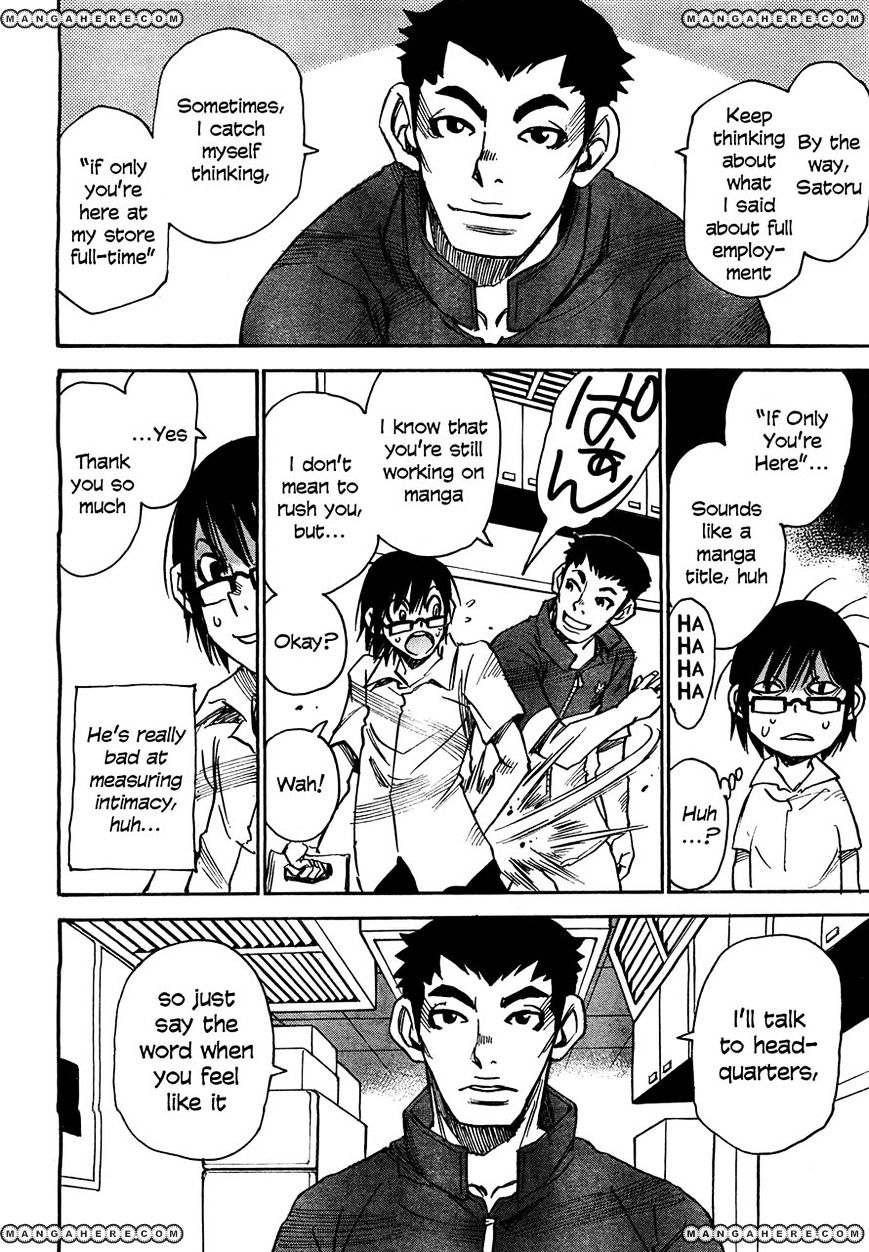 MANGAHERE.COM
MANGAHERE.COM
By the
way,
Satoru
Keep
thinking
about
what
I said
about full
employ-
ment
Sometimes,
I catch
myself
thinking,
"if only
you're
here at
my store
full-time"
"If Only
You're
Here"...
Sounds
like a
manga
title, huh
HA
HA
HA
HA
Huh
...?
ぱぁん
I know that
you're still
working on
manga
I don't
mean to
rush you,
but...
Okay?
Wah!
...Yes
Thank
you so
much
He's really
bad at
measuring
intimacy,
huh...
I'll talk
to head-
quarters,
so just
say the
word when
you feel
like it
MANGAHERE.COM
MANGAHERE.COM